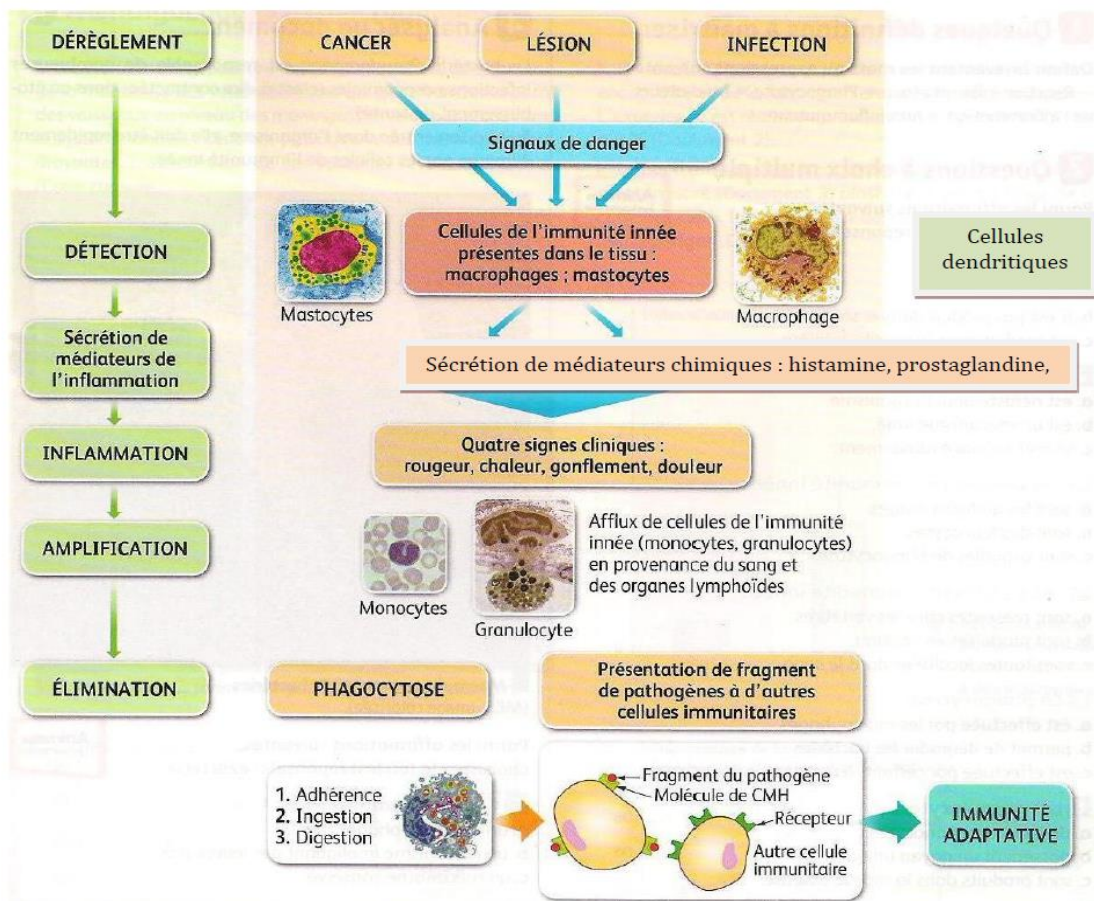 DÉRÈGLEMENT
CANCER
LÉSION
INFECTION
Signaux de danger
DÉTECTION
Mastocytes
Cellules de l'immunité innée
présentes dans le tissu :
macrophages ; mastocytes
Macrophage
Cellules
dendritiques
Sécrétion de
médiateurs de
l'inflammation
Sécrétion de médiateurs chimiques : histamine, prostaglandine,
INFLAMMATION
Quatre signes cliniques :
rougeur, chaleur, gonflement, douleur
AMPLIFICATION
Monocytes
Granulocyte
Afflux de cellules de l'immunité
innée (monocytes, granulocytes)
en provenance du sang et
des organes lymphoïdes
ÉLIMINATION
PHAGOCYTOSE
Présentation de fragment
de pathogènes à d'autres
cellules immunitaires
1. Adhérence
2. Ingestion
3. Digestion
Fragment du pathogène
Molécule de CMH
Récepteur
Autre cellule
immunitaire
IMMUNITÉ
ADAPTATIVE